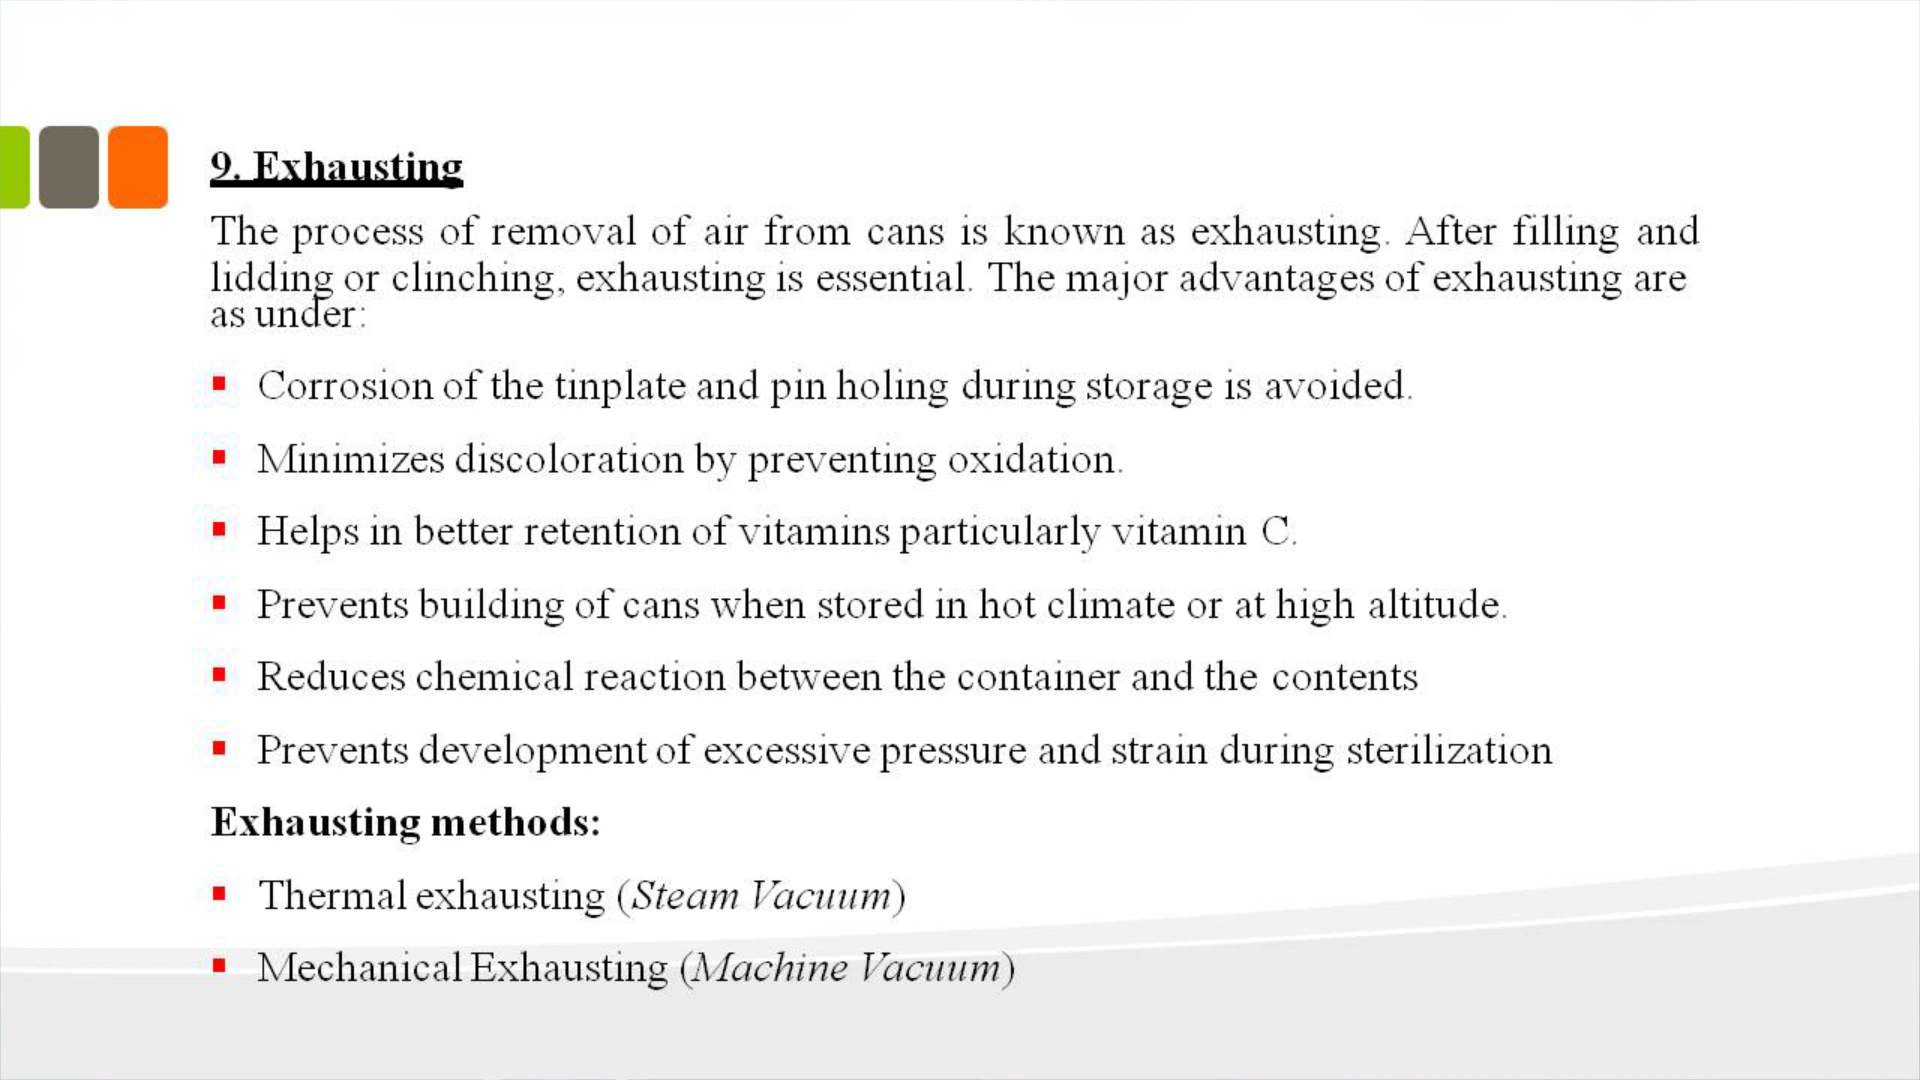 9. Exhausting
The process of removal of air from cans is known as exhausting. After filling and
lidding or clinching, exhausting is essential. The major advantages of exhausting are
as under:
▪ Corrosion of the tinplate and pin holing during storage is avoided.
▪ Minimizes discoloration by preventing oxidation.
▪ Helps in better retention of vitamins particularly vitamin C.
▪ Prevents building of cans when stored in hot climate or at high altitude.
▪ Reduces chemical reaction between the container and the contents
▪ Prevents development of excessive pressure and strain during sterilization
Exhausting methods:
▪ Thermal exhausting (Steam Vacuum)
▪ Mechanical Exhausting (Machine Vacuum)